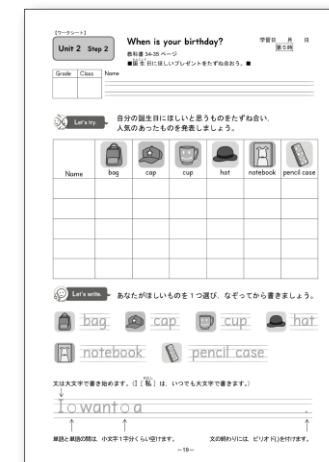 【ワークシート】
Unit 2 Step 2
When is your birthday?
学習日 月 日
教科書 34-35 ページ
第5時
■誕生日にほしいプレゼントをたずね合おう。■
Grade Class Name
Let's try.
自分の誕生日にほしいと思うものをたずね合い、
人気のあったものを発表しましょう。
Name bag cap cup hat notebook pencil case
Let's write.
あなたがほしいものを1つ選び、なぞってから書きましょう。
bag cap cup hat
notebook pencil case
文は大文字で書き始めます。(I [私] は、いつでも大文字で書きます。)
I want a .
単語と単語の間は、小文字1字分くらい空けます。
文の終わりには、ピリオド(.)を付けます。
—19—